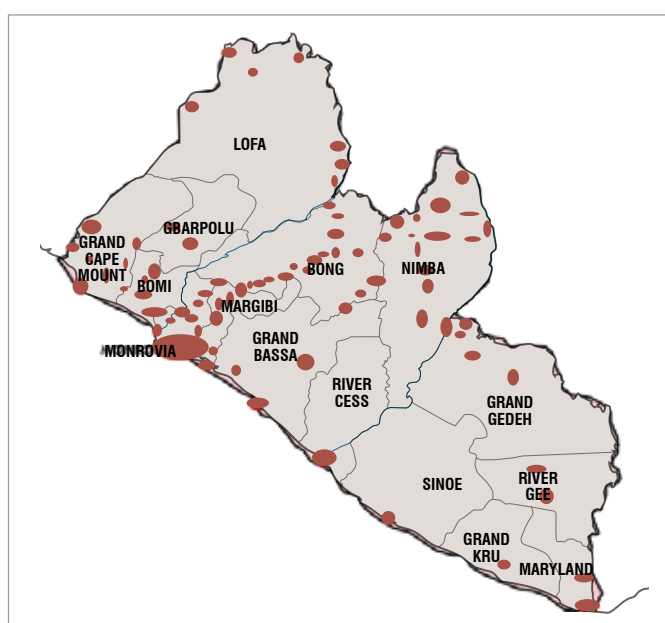 LOFA
GBARPOLU
GRAND
CAPE
MOUNT
BOMI
BONG
NIMBA
MARGIBI
GRAND
BASSA
MONROVIA
RIVER
CESS
GRAND
GEDEH
SINOE
RIVER
GEE
GRAND
KRU
MARYLAND